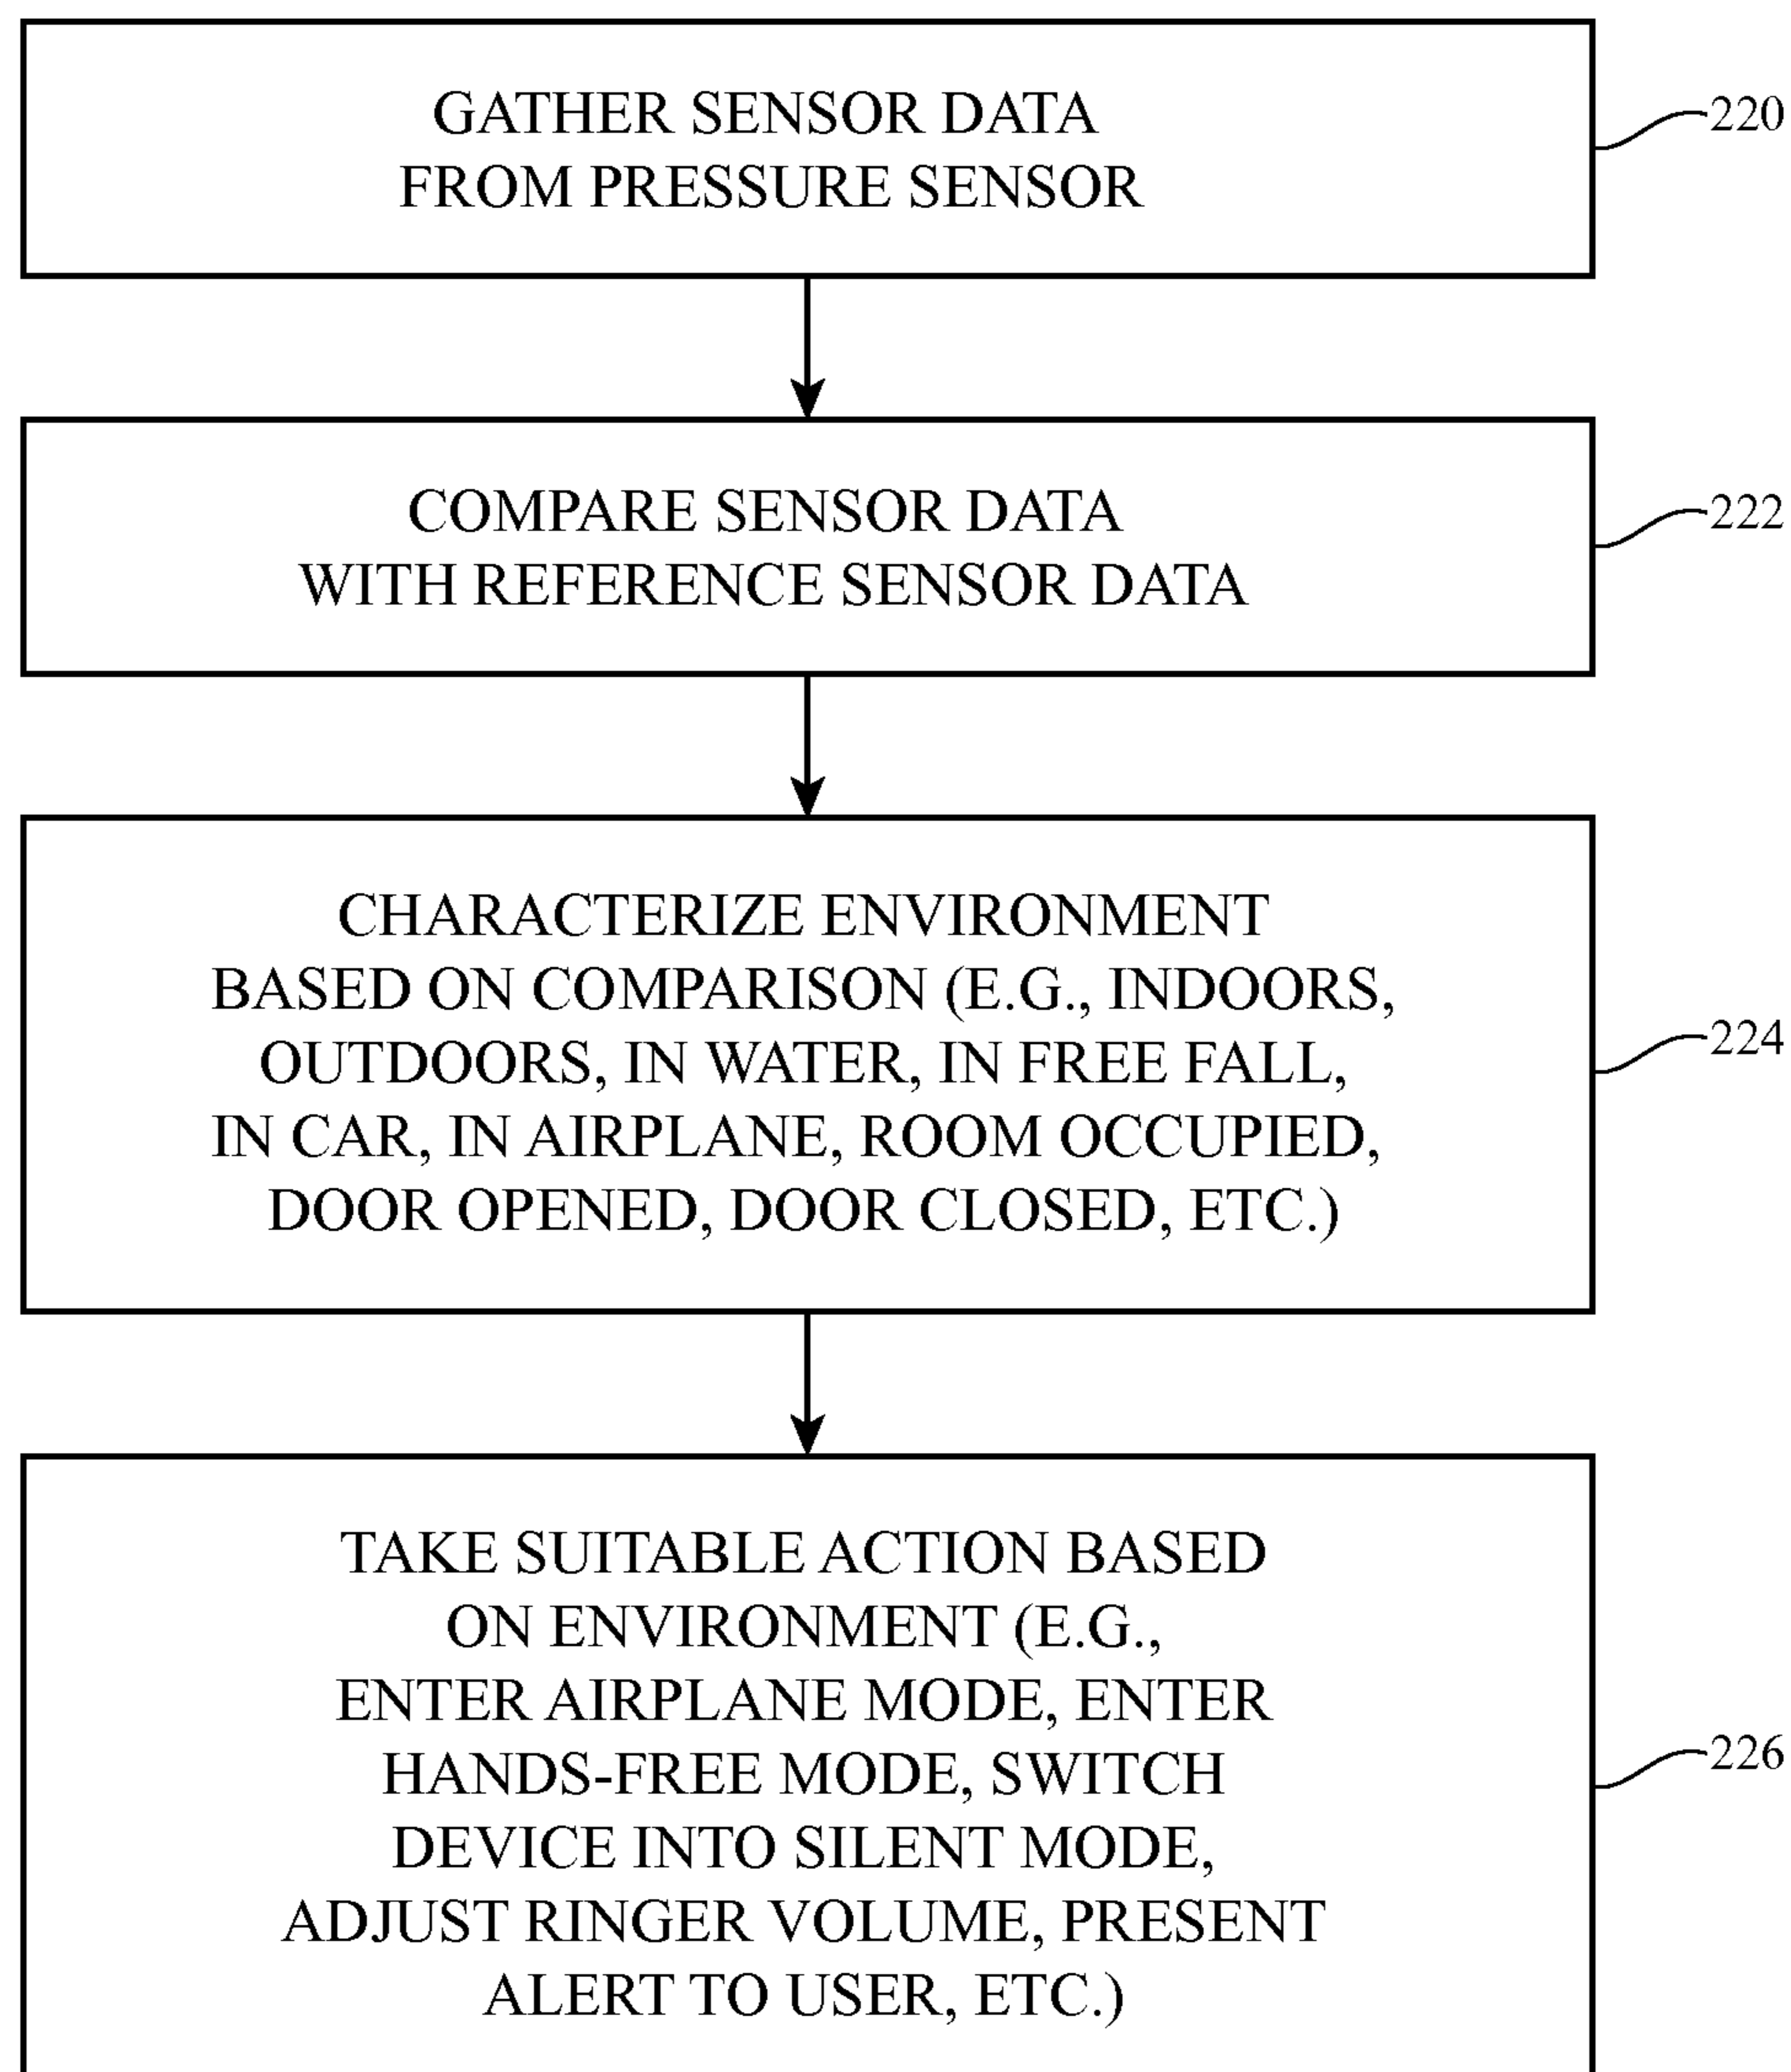 GATHER SENSOR DATA
FROM PRESSURE SENSOR
220
COMPARE SENSOR DATA
WITH REFERENCE SENSOR DATA
222
CHARACTERIZE ENVIRONMENT
BASED ON COMPARISON (E.G., INDOORS,
OUTDOORS, IN WATER, IN FREE FALL,
IN CAR, IN AIRPLANE, ROOM OCCUPIED,
DOOR OPENED, DOOR CLOSED, ETC.)
224
TAKE SUITABLE ACTION BASED
ON ENVIRONMENT (E.G.,
ENTER AIRPLANE MODE, ENTER
HANDS-FREE MODE, SWITCH
DEVICE INTO SILENT MODE,
ADJUST RINGER VOLUME, PRESENT
ALERT TO USER, ETC.)
226